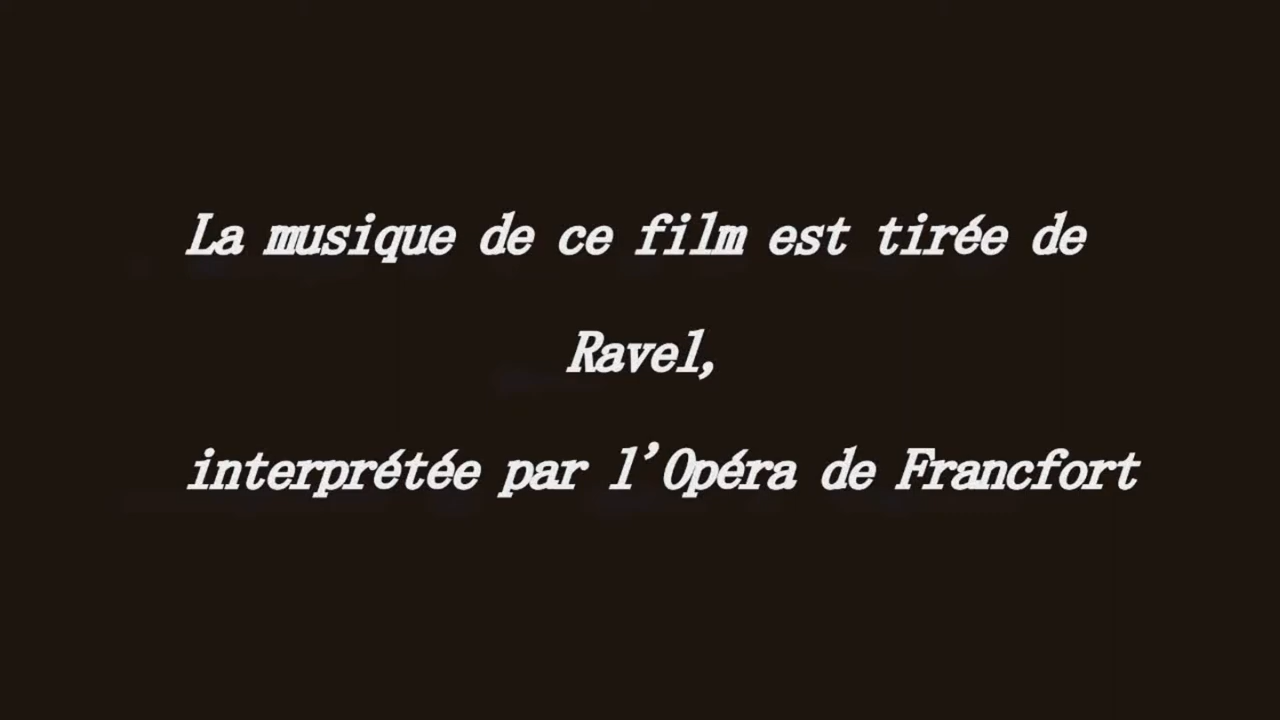 La musique de ce film est tirée de
Ravel,
interprétée par l'Opéra de Francfort